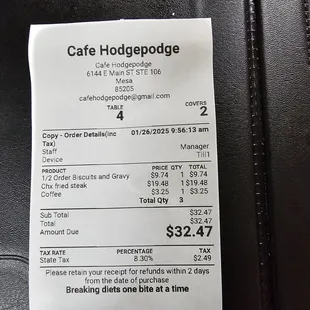 Cafe Hodgepodge
Cafe Hodgepodge
6144 E Main ST STE 106
Mesa
85205
cafehodgepodge@gmail.com
TABLE COVERS
4 2
Copy - Order Details(inc Tax) 01/26/2025 9:56:13 am
Staff Manager
Device Till1
PRODUCT PRICE QTY TOTAL
1/2 Order Biscuits and Gravy $9.74 1 $9.74
Chx fried steak $19.48 1 $19.48
Coffee $3.25 1 $3.25
Total Qty 3
Sub Total $32.47
Total $32.47
Amount Due $32.47
TAX RATE PERCENTAGE TAX
State Tax 8.30% $2.49
Please retain your receipt for refunds within 2 days
from the date of purchase
Breaking diets one bite at a time